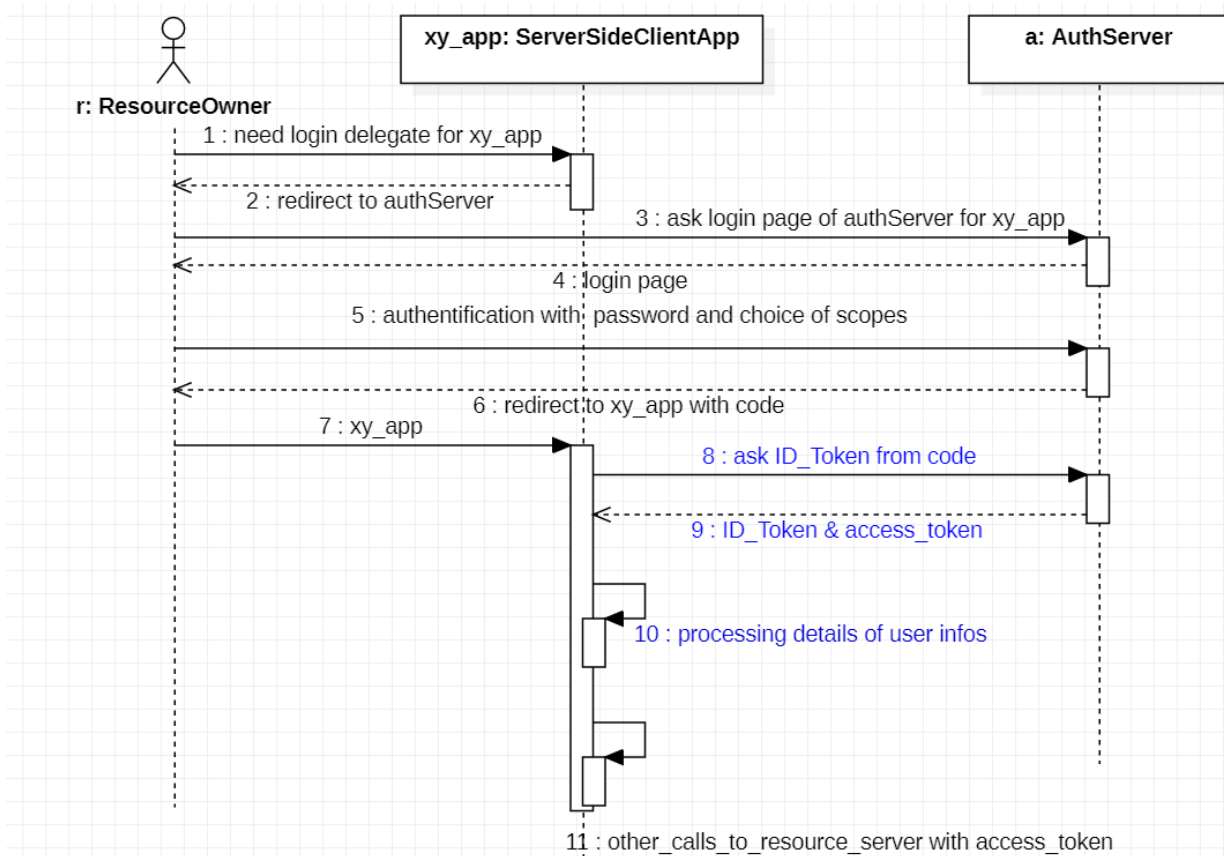 xy_app: ServerSideClientApp
a: AuthServer
r: ResourceOwner
1 : need login delegate for xy_app
2 : redirect to authServer
3 : ask login page of authServer for xy_app
4 : login page
5 : authentification with password and choice of scopes
6 : redirect to xy_app with code
7 : xy_app
8 : ask ID_Token from code
9 : ID_Token & access_token
10 : processing details of user infos
11 : other_calls_to_resource_server with access_token